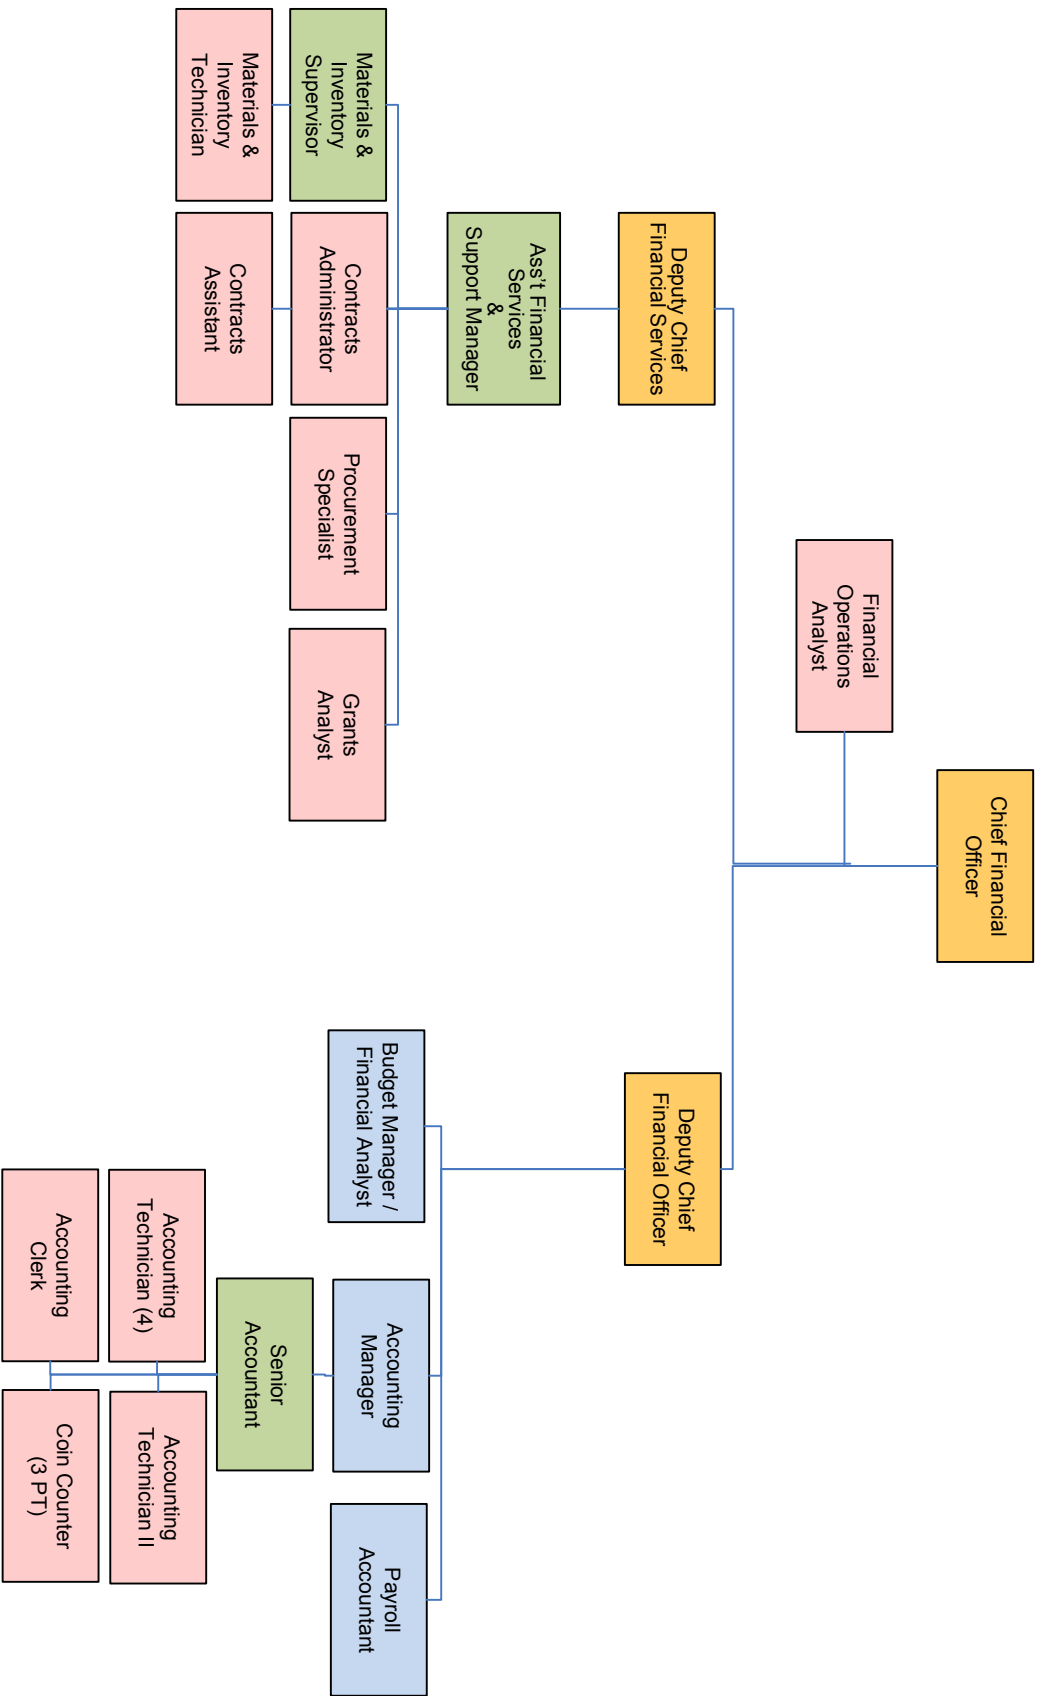 Chief Financial
Officer
Financial
Operations
Analyst
Deputy Chief
Financial Services
Deputy Chief
Financial Officer
Ass't Financial
Services
&
Support Manager
Materials &
Inventory
Supervisor
Contracts
Administrator
Procurement
Specialist
Grants
Analyst
Materials &
Inventory
Technician
Contracts
Assistant
Budget Manager /
Financial Analyst
Accounting
Manager
Payroll
Accountant
Senior
Accountant
Accounting
Technician (4)
Accounting
Technician II
Accounting
Clerk
Coin Counter
(3 PT)